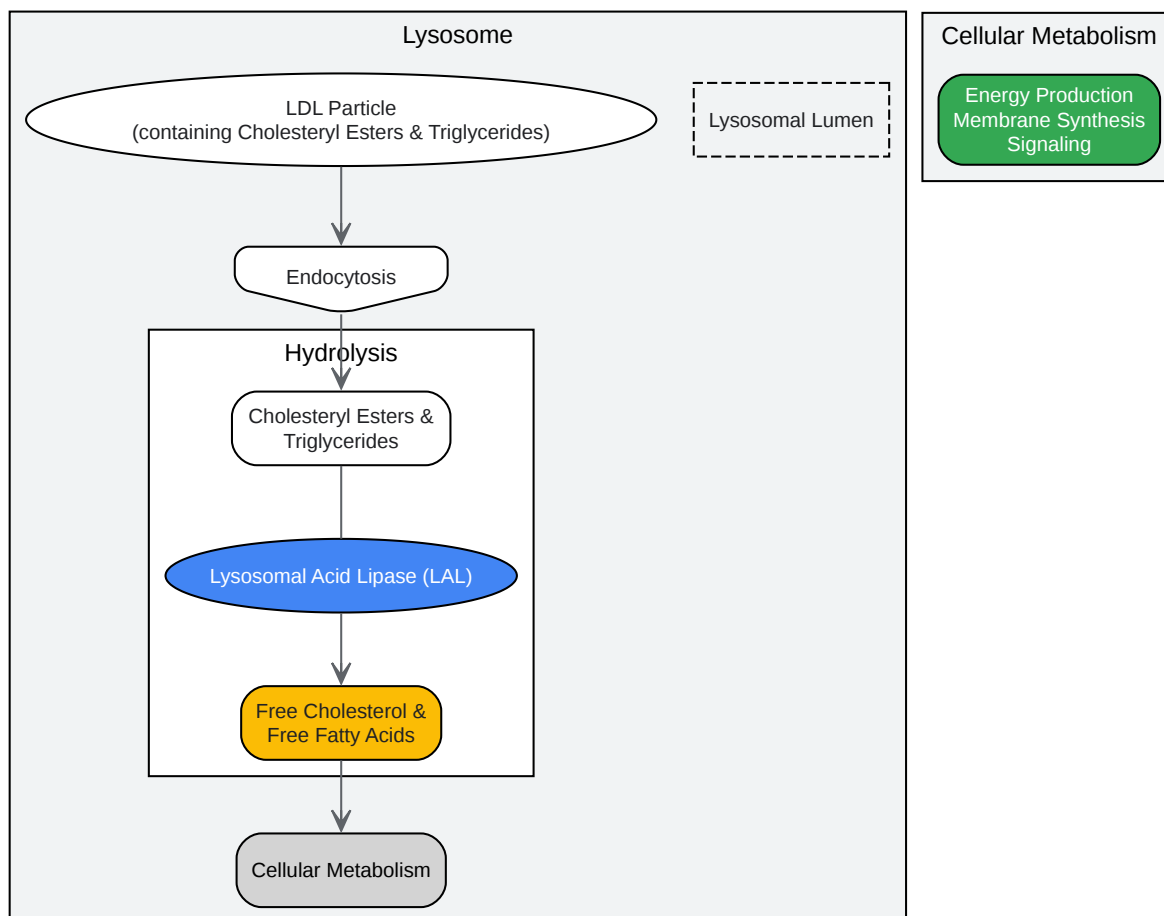 Lysosome
LDL Particle
(containing Cholesteryl Esters & Triglycerides)
Lysosomal Lumen
Endocytosis
Hydrolysis
Cholesteryl Esters &
Triglycerides
Lysosomal Acid Lipase (LAL)
Free Cholesterol &
Free Fatty Acids
Cellular Metabolism
Cellular Metabolism
Energy Production
Membrane Synthesis
Signaling